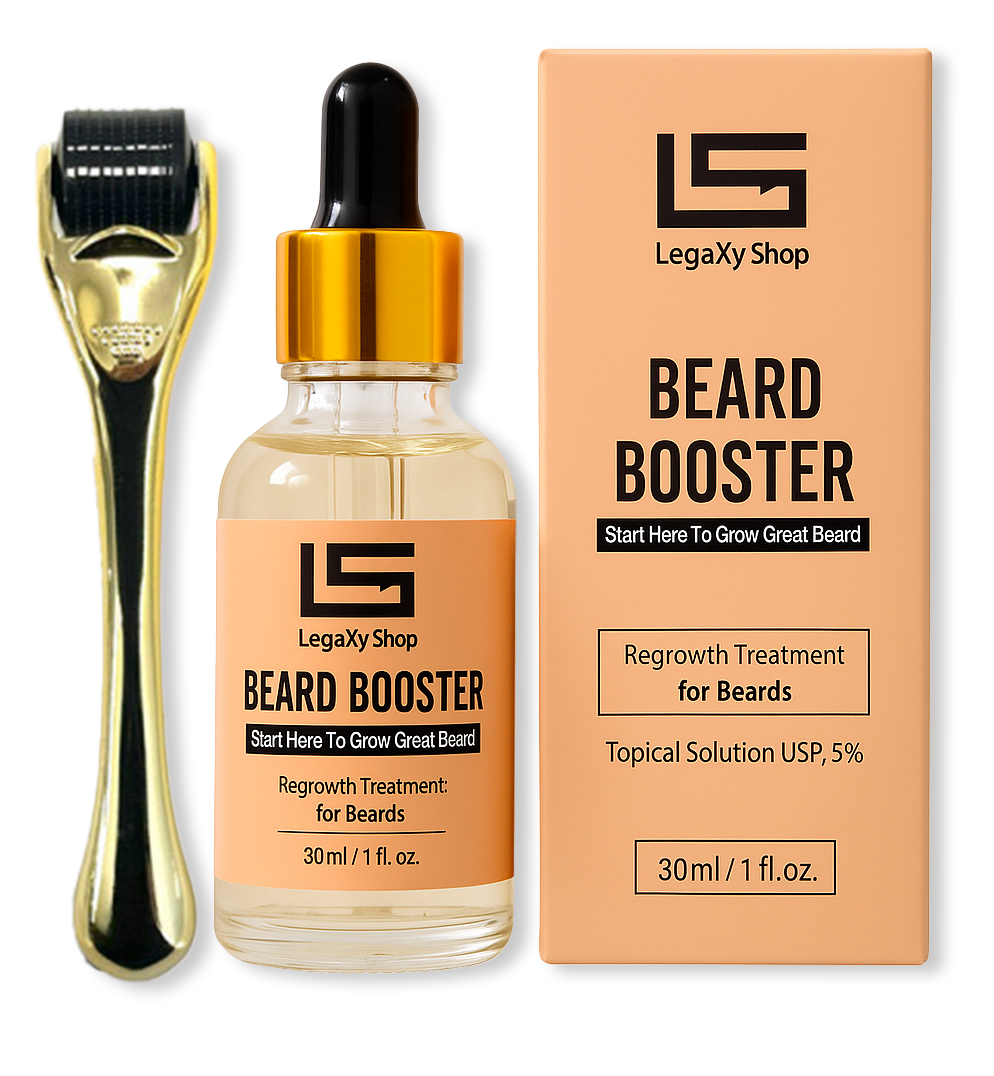 LegaXy Shop
BEARD BOOSTER
Start Here To Grow Great Beard
Regrowth Treatment:
for Beards
30ml / 1 fl. oz.
LegaXy Shop
BEARD
BOOSTER
Start Here To Grow Great Beard
Regrowth Treatment
for Beards
Topical Solution USP, 5%
30ml / 1 fl.oz.